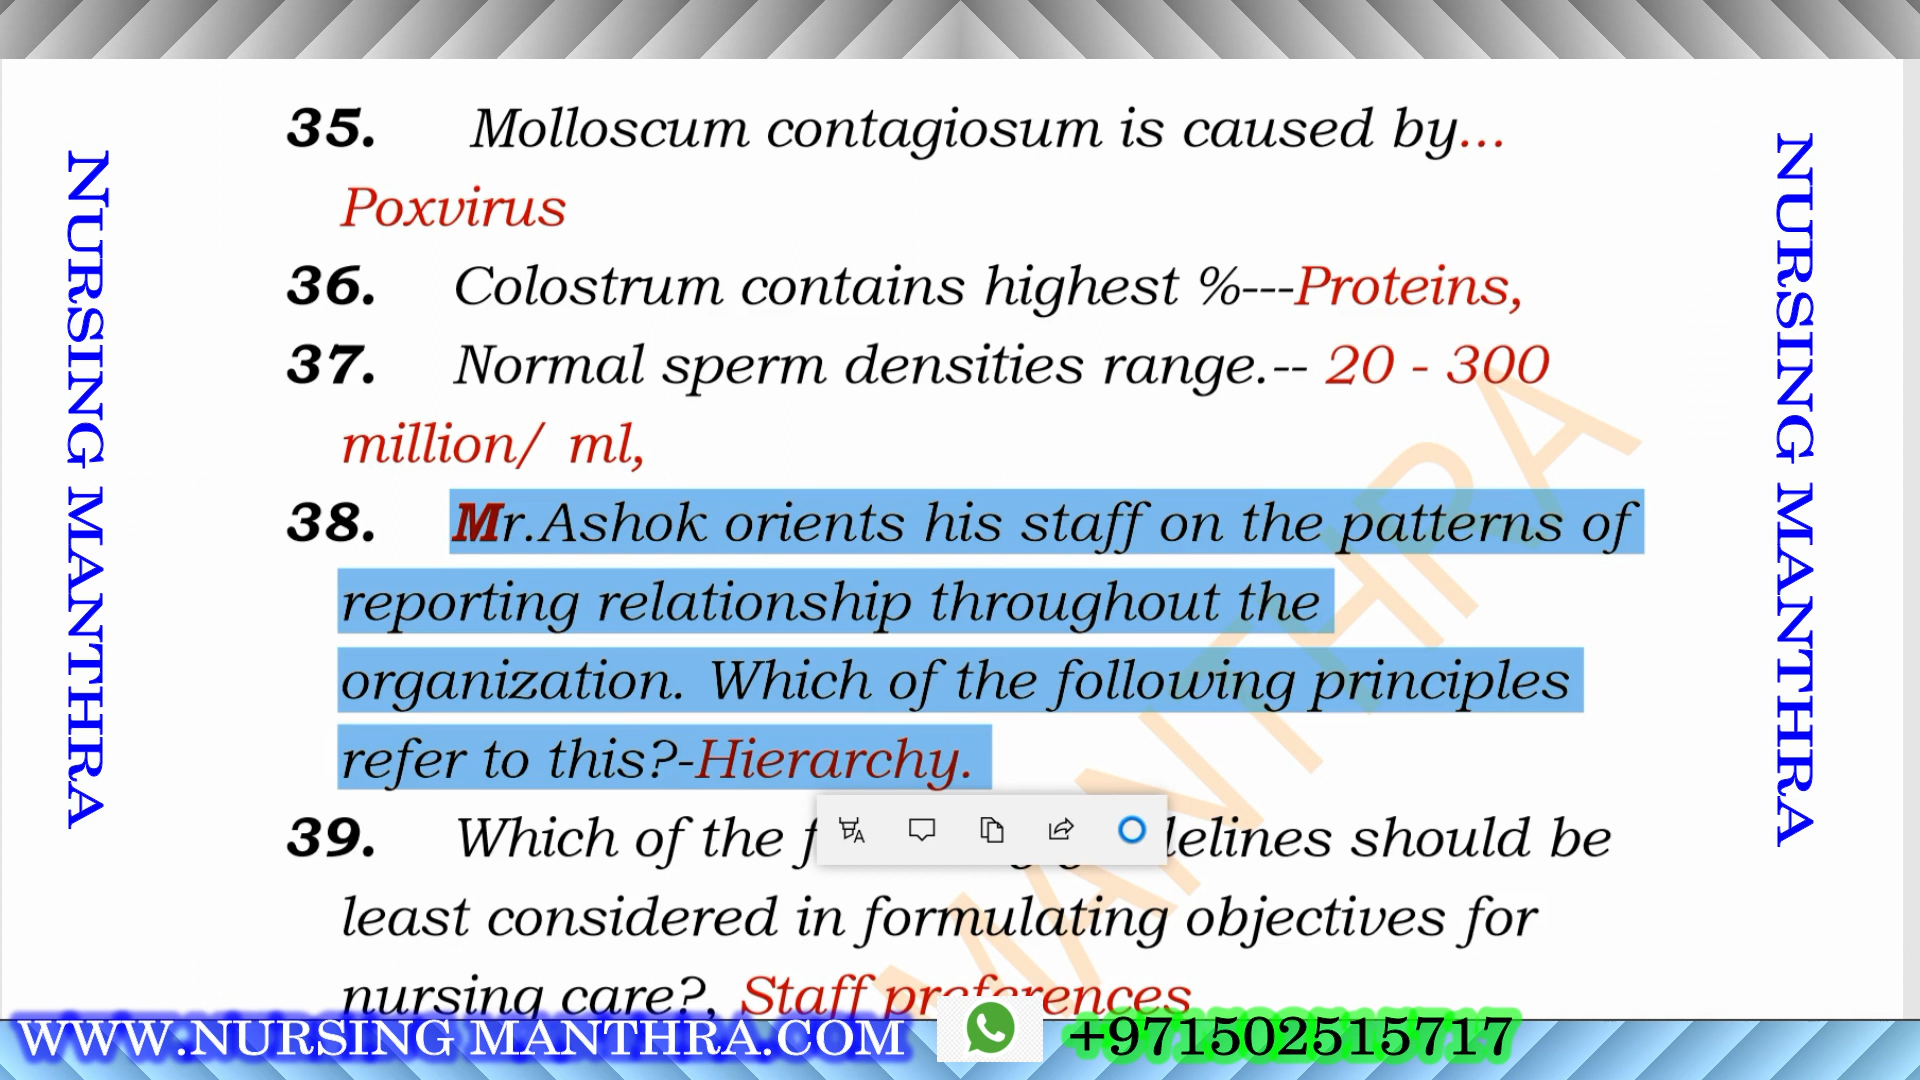 35. Molloscum contagiosum is caused by...
Poxvirus
36. Colostrum contains highest %---Proteins,
37. Normal sperm densities range.-- 20 - 300
million/ ml,
38. Mr.Ashok orients his staff on the patterns of
reporting relationship throughout the
organization. Which of the following principles
refer to this?-Hierarchy.
39. Which of the delines should be
least considered in formulating objectives for
nursing care?, Staff preferences
NURSING MANTHRA
NURSING MANTHRA
MANTHRA
WWW.NURSING MANTHRA.COM
+971502515717